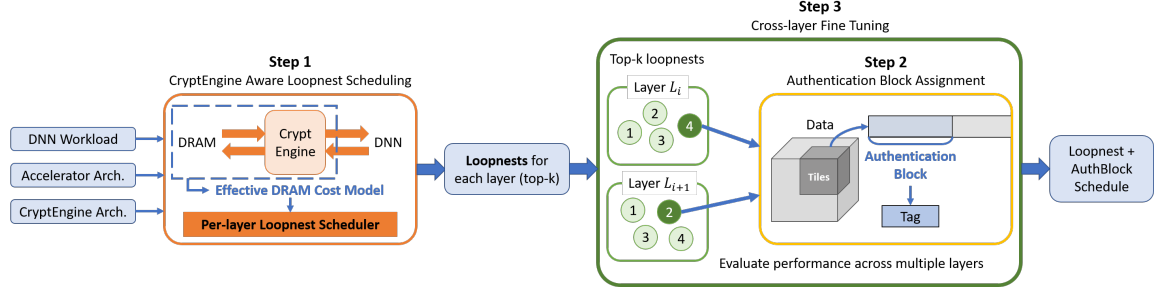 Step 1
CryptEngine Aware Loopnest Scheduling
DNN Workload
Accelerator Arch.
CryptEngine Arch.
DRAM
Crypt
Engine
DNN
Effective DRAM Cost Model
Per-layer Loopnest Scheduler
Loopnests for
each layer (top-k)
Step 3
Cross-layer Fine Tuning
Top-k loopnests
Layer L_i
1
2
3
4
Layer L_{i+1}
1
2
3
4
Step 2
Authentication Block Assignment
Data
Tiles
Authentication
Block
Tag
Evaluate performance across multiple layers
Loopnest +
AuthBlock
Schedule